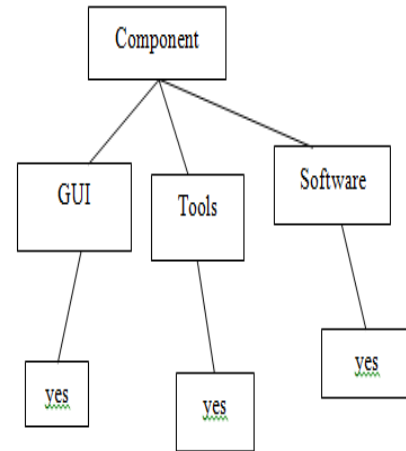 Component
GUI
Tools
Software
yes
yes
yes